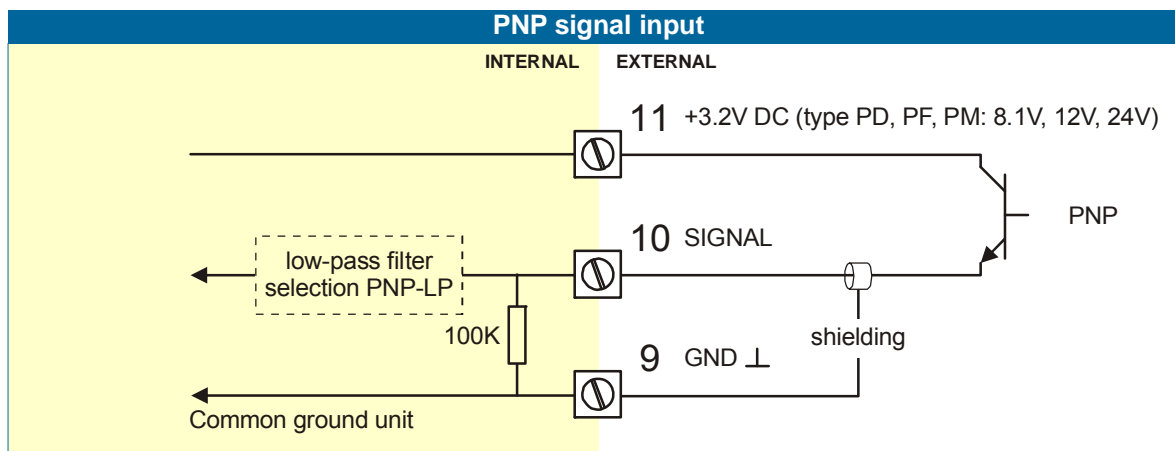 PNP signal input
INTERNAL EXTERNAL
11 +3.2V DC (type PD, PF, PM: 8.1V, 12V, 24V)
PNP
10 SIGNAL
low-pass filter
selection PNP-LP
100K
shielding
9 GND ⊥
Common ground unit